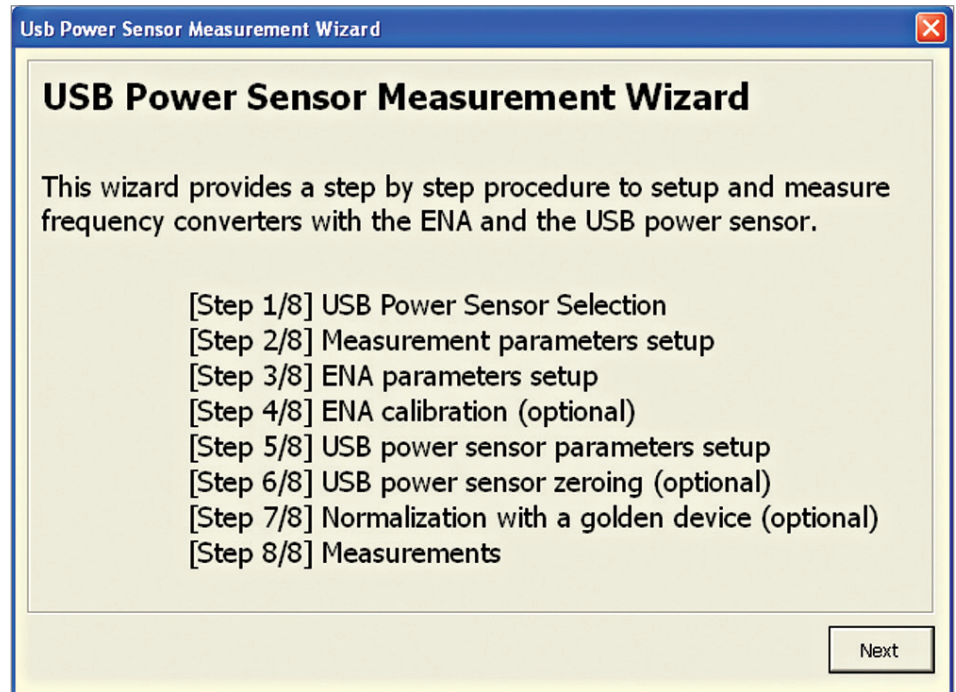 Usb Power Sensor Measurement Wizard
USB Power Sensor Measurement Wizard
This wizard provides a step by step procedure to setup and measure
frequency converters with the ENA and the USB power sensor.
[Step 1/8] USB Power Sensor Selection
[Step 2/8] Measurement parameters setup
[Step 3/8] ENA parameters setup
[Step 4/8] ENA calibration (optional)
[Step 5/8] USB power sensor parameters setup
[Step 6/8] USB power sensor zeroing (optional)
[Step 7/8] Normalization with a golden device (optional)
[Step 8/8] Measurements
Next